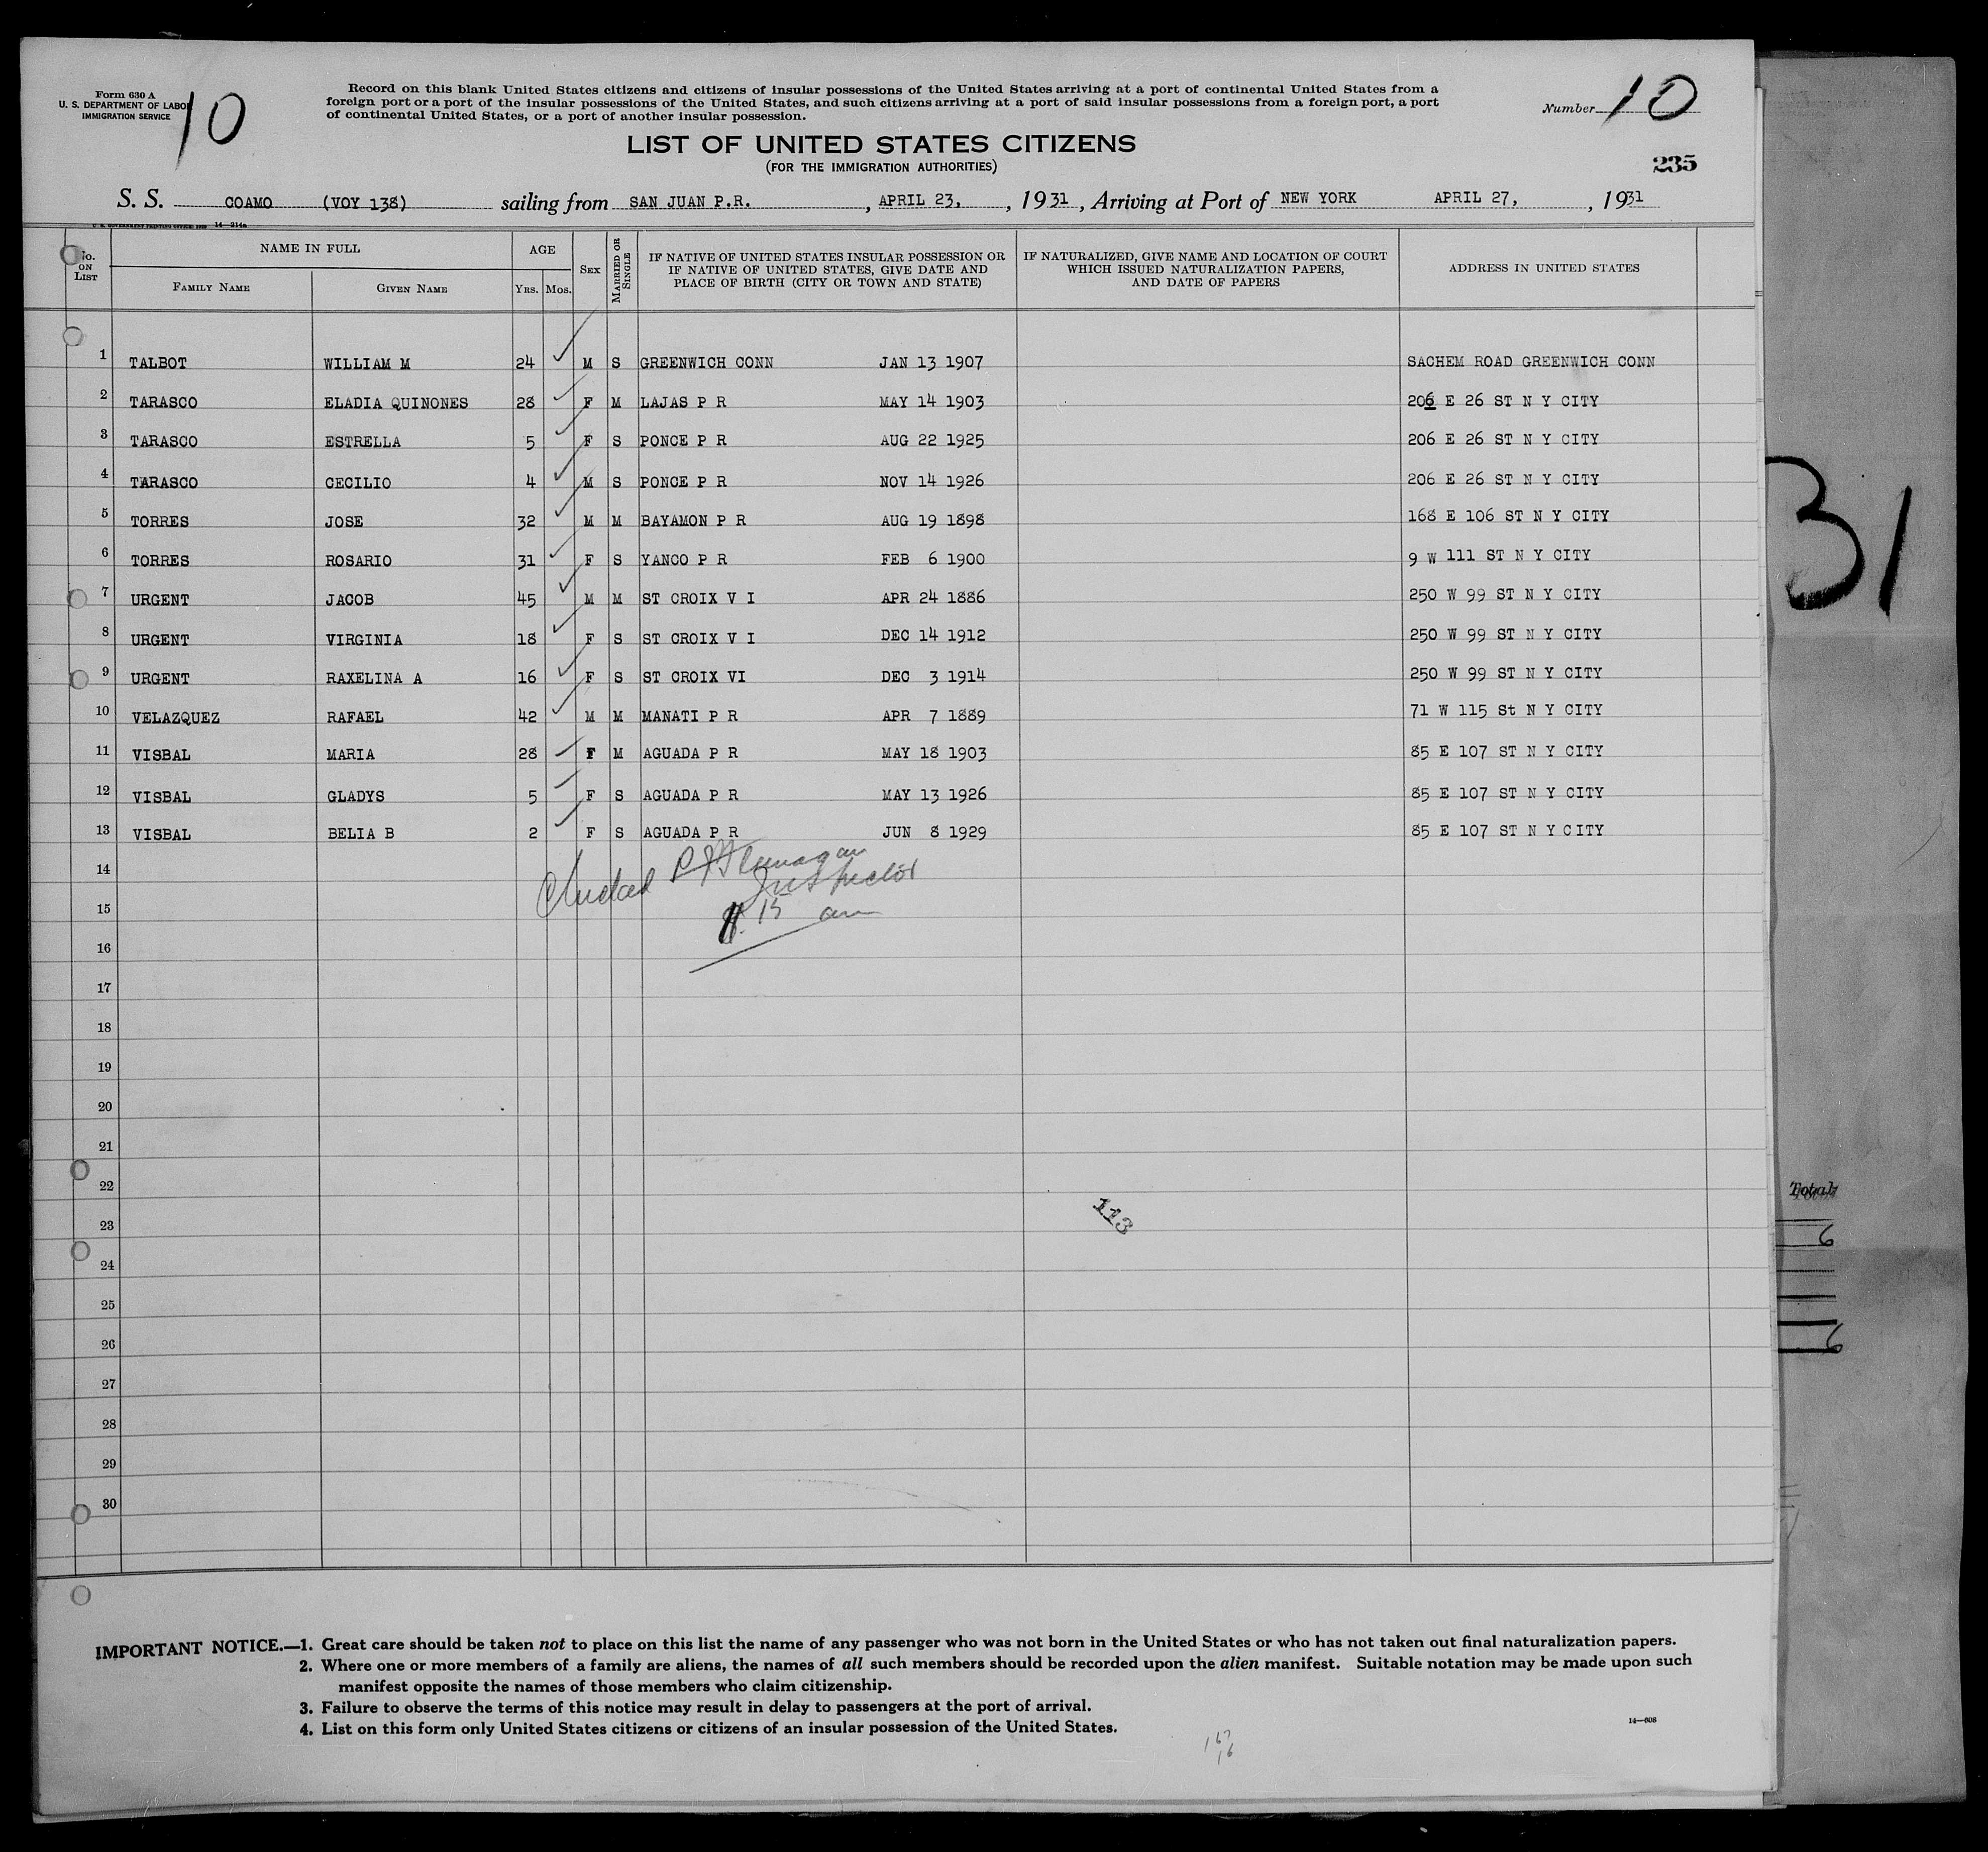 Form 630 A
U. S. DEPARTMENT OF LABOR
IMMIGRATION SERVICE
10
Record on this blank United States citizens and citizens of insular possessions of the United States arriving at a port of continental United States from a
foreign port or a port of the insular possessions of the United States, and such citizens arriving at a port of said insular possessions from a foreign port, a port
of continental United States, or a port of another insular possession.
Number 10
LIST OF UNITED STATES CITIZENS
(FOR THE IMMIGRATION AUTHORITIES)
235
S. S. COAMO (VOY 138) sailing from SAN JUAN P.R. , APRIL 23, , 1931 , Arriving at Port of NEW YORK APRIL 27, , 1931
14—214a
No. ON LIST
NAME IN FULL
FAMILY NAME
GIVEN NAME
AGE
YRS. MOS.
SEX
MARRIED OR SINGLE
IF NATIVE OF UNITED STATES INSULAR POSSESSION OR
IF NATIVE OF UNITED STATES, GIVE DATE AND
PLACE OF BIRTH (CITY OR TOWN AND STATE)
IF NATURALIZED, GIVE NAME AND LOCATION OF COURT
WHICH ISSUED NATURALIZATION PAPERS,
AND DATE OF PAPERS
ADDRESS IN UNITED STATES
1 TALBOT WILLIAM M 24 M S GREENWICH CONN JAN 13 1907 SACHEM ROAD GREENWICH CONN
2 TARASCO ELADIA QUINONES 28 F M LAJAS P R MAY 14 1903 206 E 26 ST N Y CITY
3 TARASCO ESTRELLA 5 F S PONCE P R AUG 22 1925 206 E 26 ST N Y CITY
4 TARASCO CECILIO 4 M S PONCE P R NOV 14 1926 206 E 26 ST N Y CITY
5 TORRES JOSE 32 M M BAYAMON P R AUG 19 1898 168 E 106 ST N Y CITY
6 TORRES ROSARIO 31 F S YANCO P R FEB 6 1900 9 W 111 ST N Y CITY
7 URGENT JACOB 45 M M ST CROIX V I APR 24 1886 250 W 99 ST N Y CITY
8 URGENT VIRGINIA 18 F S ST CROIX V I DEC 14 1912 250 W 99 ST N Y CITY
9 URGENT RAXELINA A 16 F S ST CROIX VI DEC 3 1914 250 W 99 ST N Y CITY
10 VELAZQUEZ RAFAEL 42 M M MANATI P R APR 7 1889 71 W 115 St N Y CITY
11 VISBAL MARIA 28 F M AGUADA P R MAY 18 1903 85 E 107 ST N Y CITY
12 VISBAL GLADYS 5 F S AGUADA P R MAY 13 1926 85 E 107 ST N Y CITY
13 VISBAL BELIA B 2 F S AGUADA P R JUN 8 1929 85 E 107 ST N Y CITY
14
Inspector
15
15 am
16
17
18
19
20
21
22
23
113
24
25
26
27
28
29
30
IMPORTANT NOTICE.—1. Great care should be taken not to place on this list the name of any passenger who was not born in the United States or who has not taken out final naturalization papers.
2. Where one or more members of a family are aliens, the names of all such members should be recorded upon the alien manifest. Suitable notation may be made upon such
manifest opposite the names of those members who claim citizenship.
3. Failure to observe the terms of this notice may result in delay to passengers at the port of arrival.
4. List on this form only United States citizens or citizens of an insular possession of the United States.
14—608
167
16
31
Total
6
6